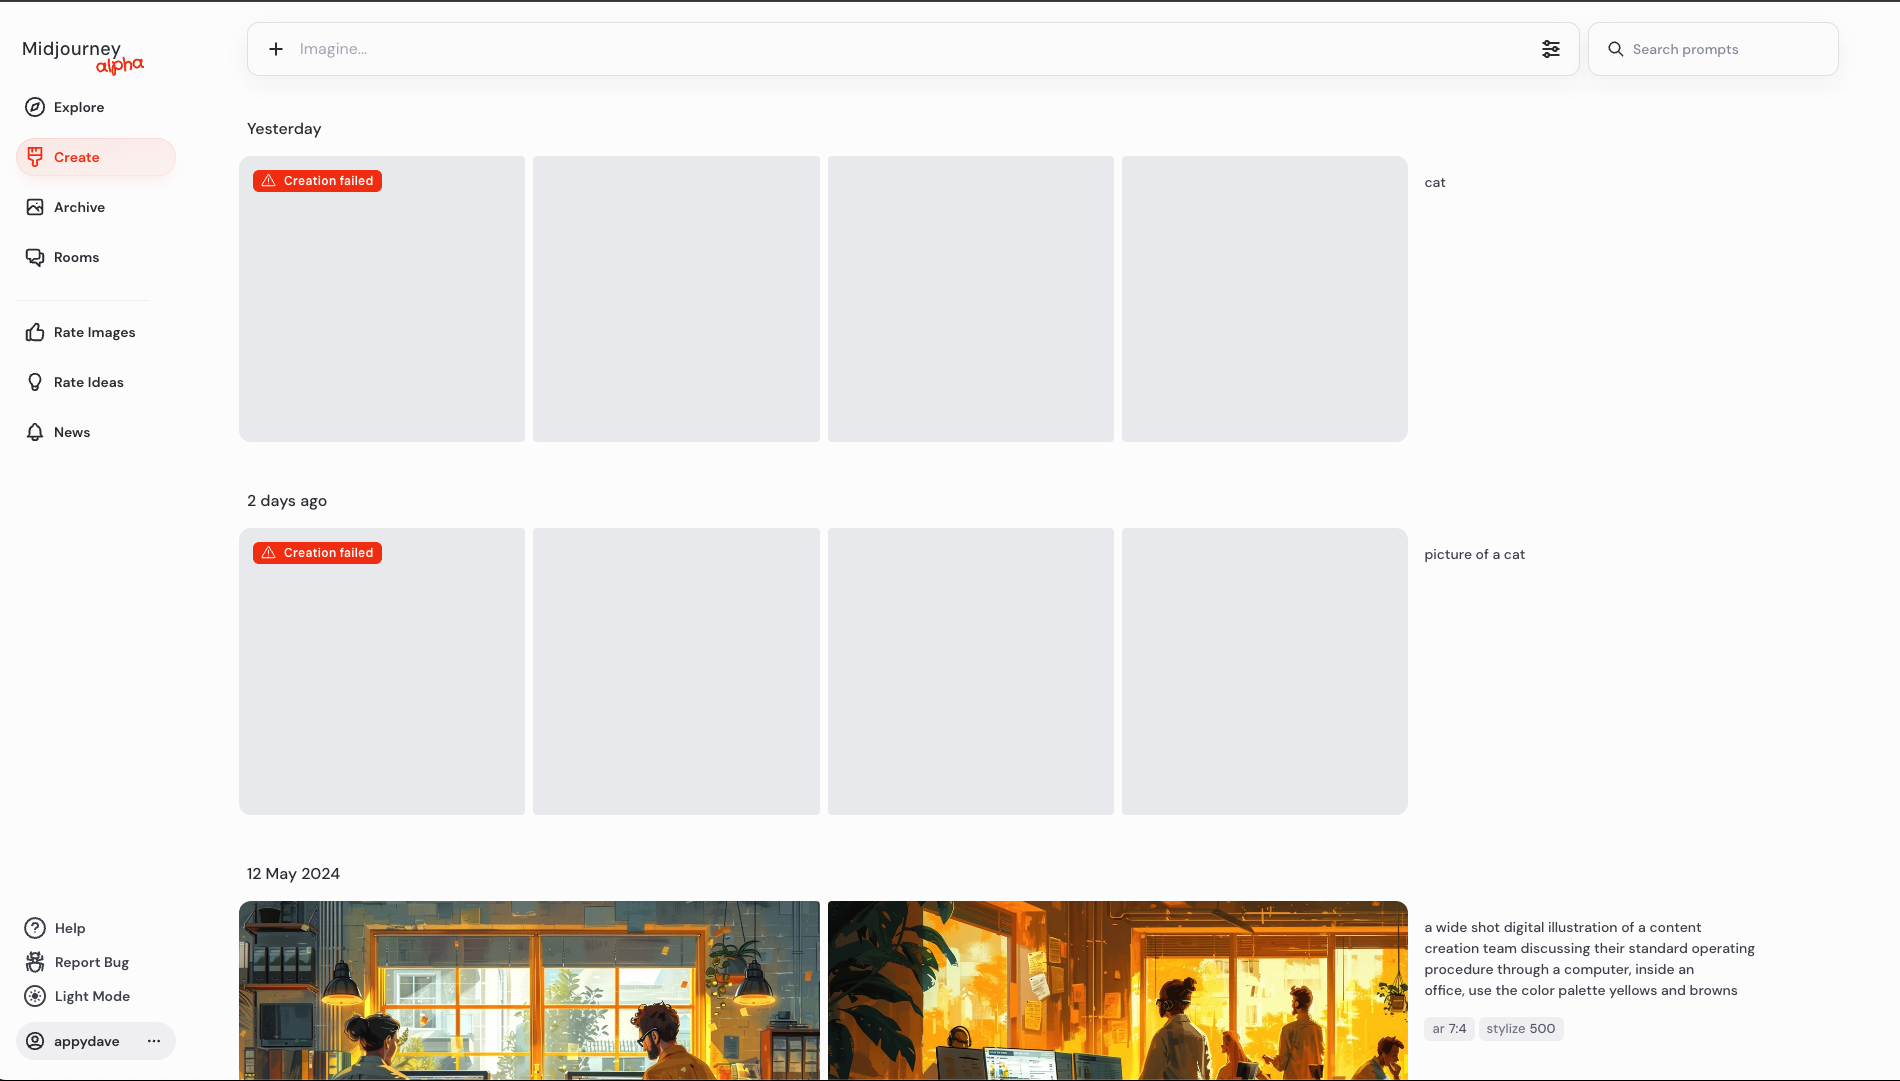 Midjourney
alpha
Explore
Create
Archive
Rooms
Rate Images
Rate Ideas
News
Help
Report Bug
Light Mode
appydave
Imagine...
Search prompts
Yesterday
Creation failed
cat
2 days ago
Creation failed
picture of a cat
12 May 2024
a wide shot digital illustration of a content
creation team discussing their standard operating
procedure through a computer, inside an
office, use the color palette yellows and browns
ar 7:4 stylize 500